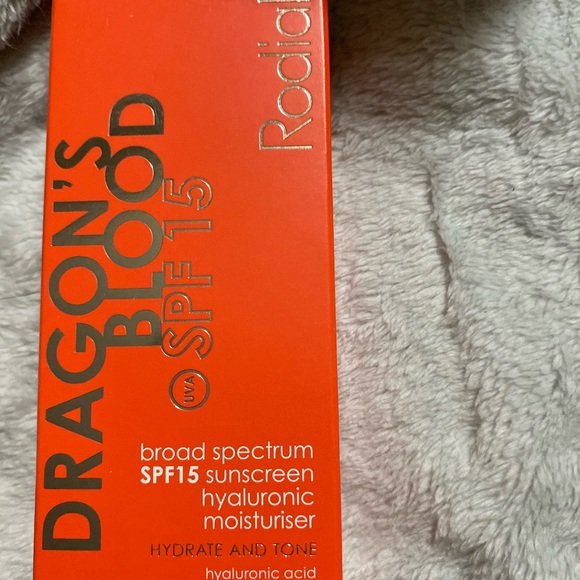 Rodial
DRAGON'S
BLOOD
SPF 15
UVA
broad spectrum
SPF15 sunscreen
hyaluronic
moisturiser
HYDRATE AND TONE
hyaluronic acid